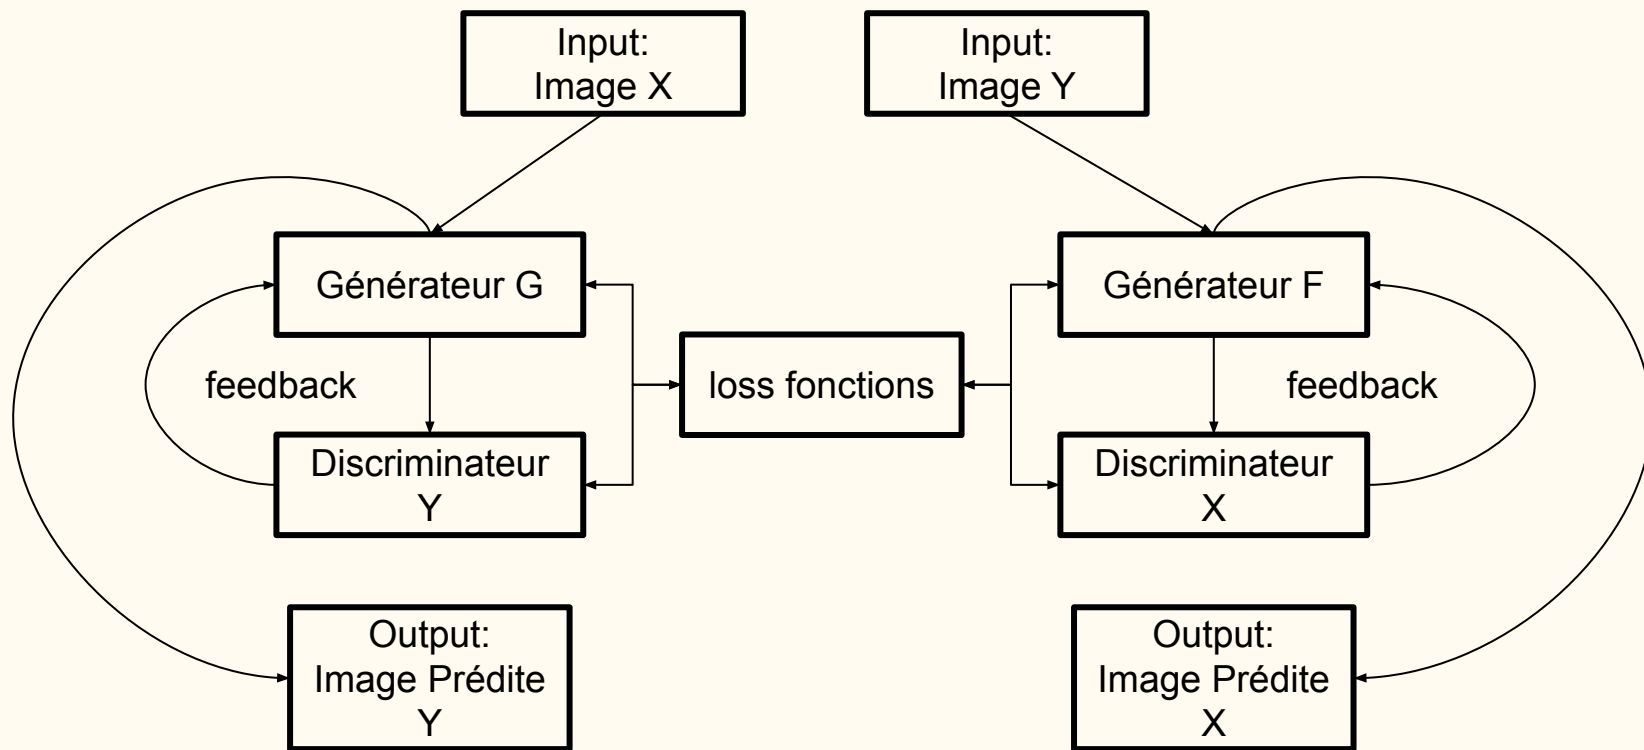 Input:
Image X
Input:
Image Y
Générateur G
Générateur F
feedback
loss fonctions
feedback
Discriminateur
Y
Discriminateur
X
Output:
Image Prédite
Y
Output:
Image Prédite
X